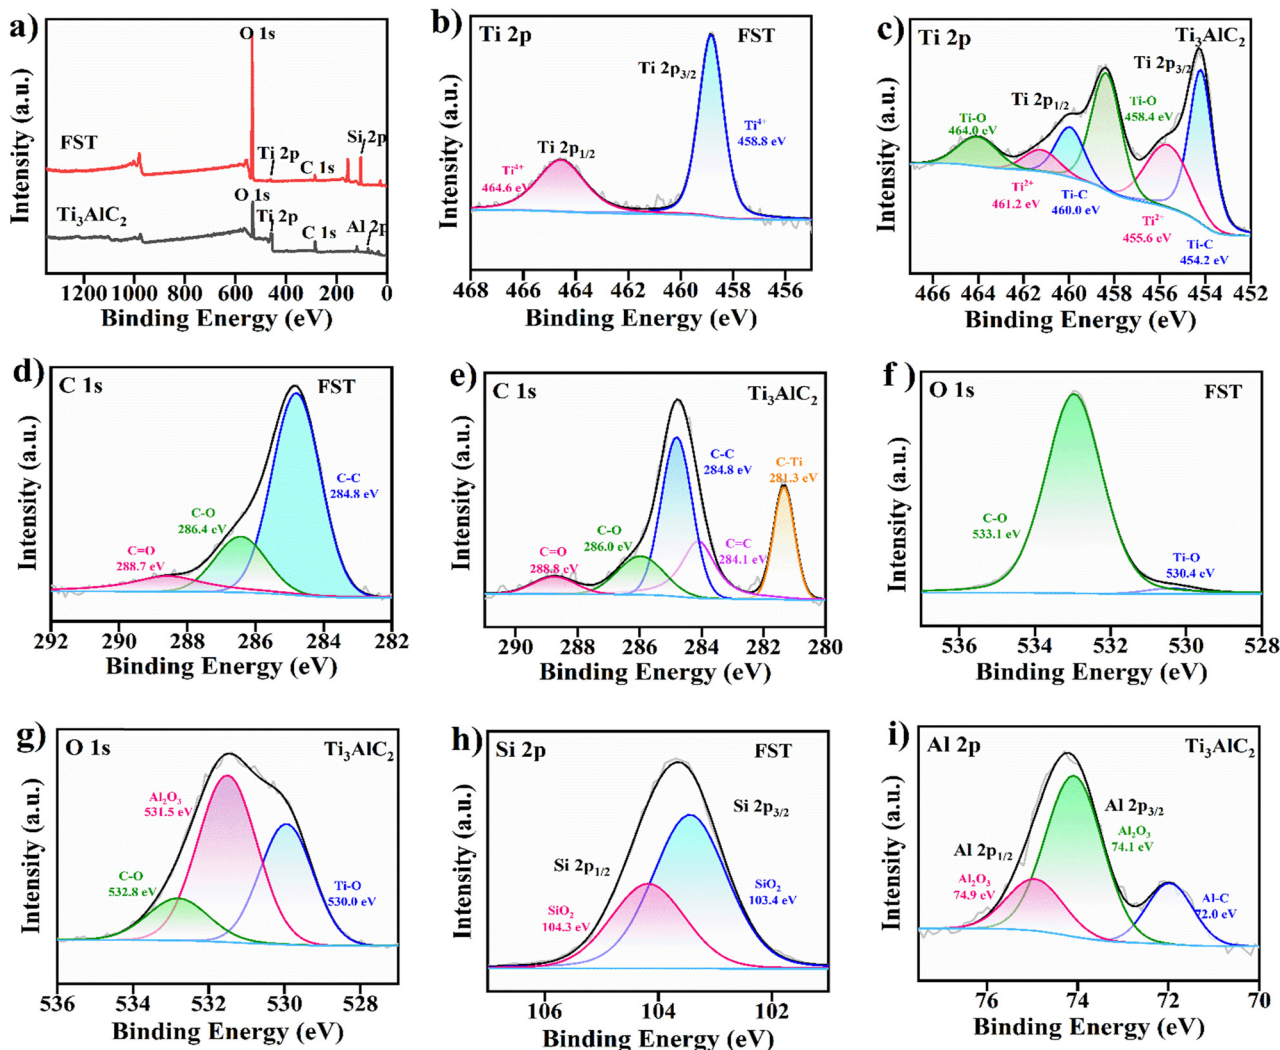 a)
O 1s
FST
Ti 2p
C 1s
Si 2p
O 1s
Ti₃AlC₂
Ti 2p
C 1s
Al 2p
1200 1000 800 600 400 200 0
Binding Energy (eV)
Intensity (a.u.)
b)
Ti 2p
FST
Ti 2p₃/₂
Ti⁴⁺
458.8 eV
Ti 2p₁/₂
Ti⁴⁺
464.6 eV
468 466 464 462 460 458 456
Binding Energy (eV)
Intensity (a.u.)
c)
Ti 2p
Ti₃AlC₂
Ti 2p₃/₂
Ti 2p₁/₂
Ti-O
458.4 eV
Ti-O
464.0 eV
Ti²⁺
461.2 eV
Ti-C
460.0 eV
Ti²⁺
455.6 eV
Ti-C
454.2 eV
466 464 462 460 458 456 454 452
Binding Energy (eV)
Intensity (a.u.)
d)
C 1s
FST
C-C
284.8 eV
C-O
286.4 eV
C=O
288.7 eV
292 290 288 286 284 282
Binding Energy (eV)
Intensity (a.u.)
e)
C 1s
Ti₃AlC₂
C-C
284.8 eV
C-Ti
281.3 eV
C-O
286.0 eV
C=O
288.8 eV
C=C
284.1 eV
290 288 286 284 282 280
Binding Energy (eV)
Intensity (a.u.)
f)
O 1s
FST
C-O
533.1 eV
Ti-O
530.4 eV
536 534 532 530 528
Binding Energy (eV)
Intensity (a.u.)
g)
O 1s
Ti₃AlC₂
Al₂O₃
531.5 eV
C-O
532.8 eV
Ti-O
530.0 eV
536 534 532 530 528
Binding Energy (eV)
Intensity (a.u.)
h)
Si 2p
FST
Si 2p₃/₂
Si 2p₁/₂
SiO₂
103.4 eV
SiO₂
104.3 eV
106 104 102
Binding Energy (eV)
Intensity (a.u.)
i)
Al 2p
Ti₃AlC₂
Al 2p₃/₂
Al₂O₃
74.1 eV
Al 2p₁/₂
Al₂O₃
74.9 eV
Al-C
72.0 eV
76 74 72 70
Binding Energy (eV)
Intensity (a.u.)